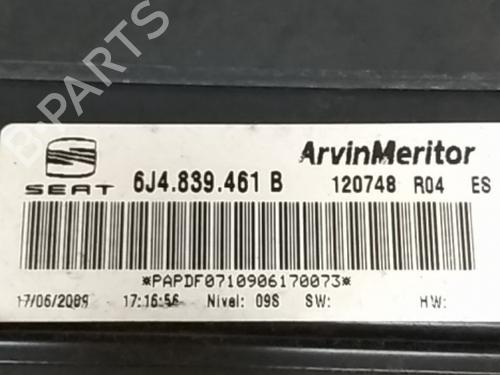 B-PARTS
SEAT
6J4.839.461 B
ArvinMeritor
120748 R04 ES
*PAPDF0710906170073*
17/06/2009 17:16:56 Nivel: 09S SW: HW: